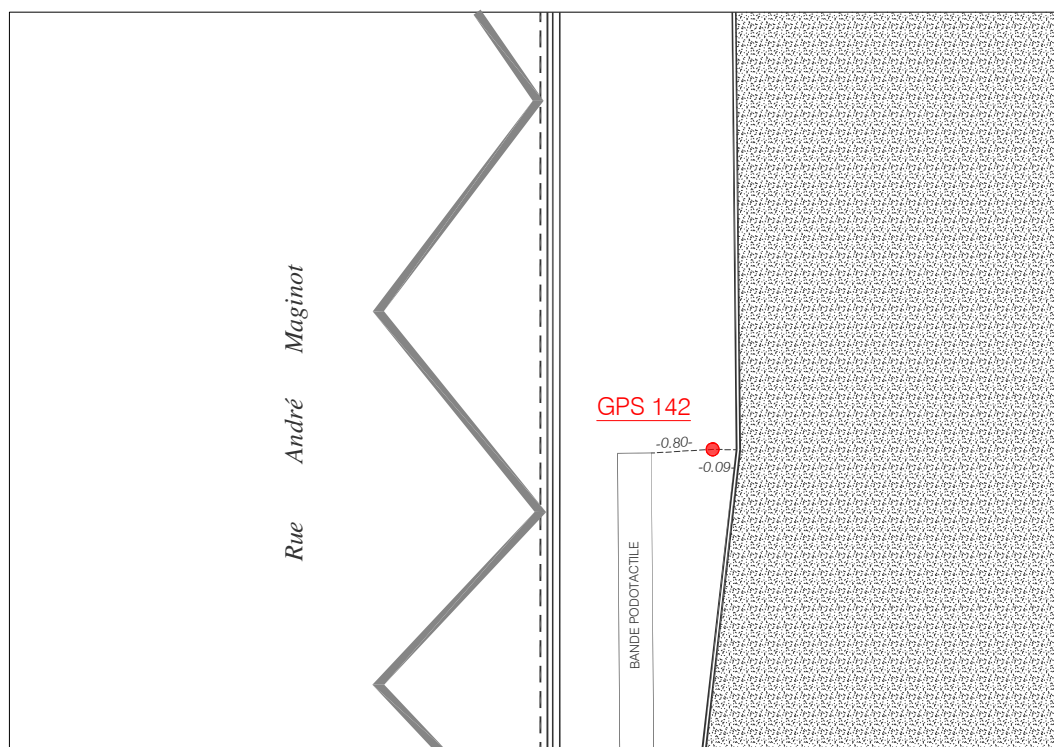 Rue André Maginot
GPS 142
-0.80-
-0.09-
BANDE PODOTACTILE